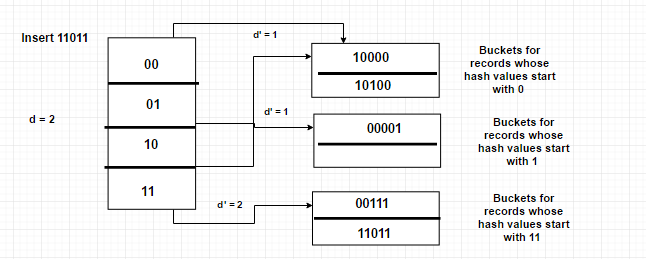 Insert 11011
d = 2
00
01
10
11
d' = 1
d' = 1
d' = 2
10000
10100
00001
00111
11011
Buckets for
records whose
hash values start
with 0
Buckets for
records whose
hash values start
with 1
Buckets for
records whose
hash values start
with 11